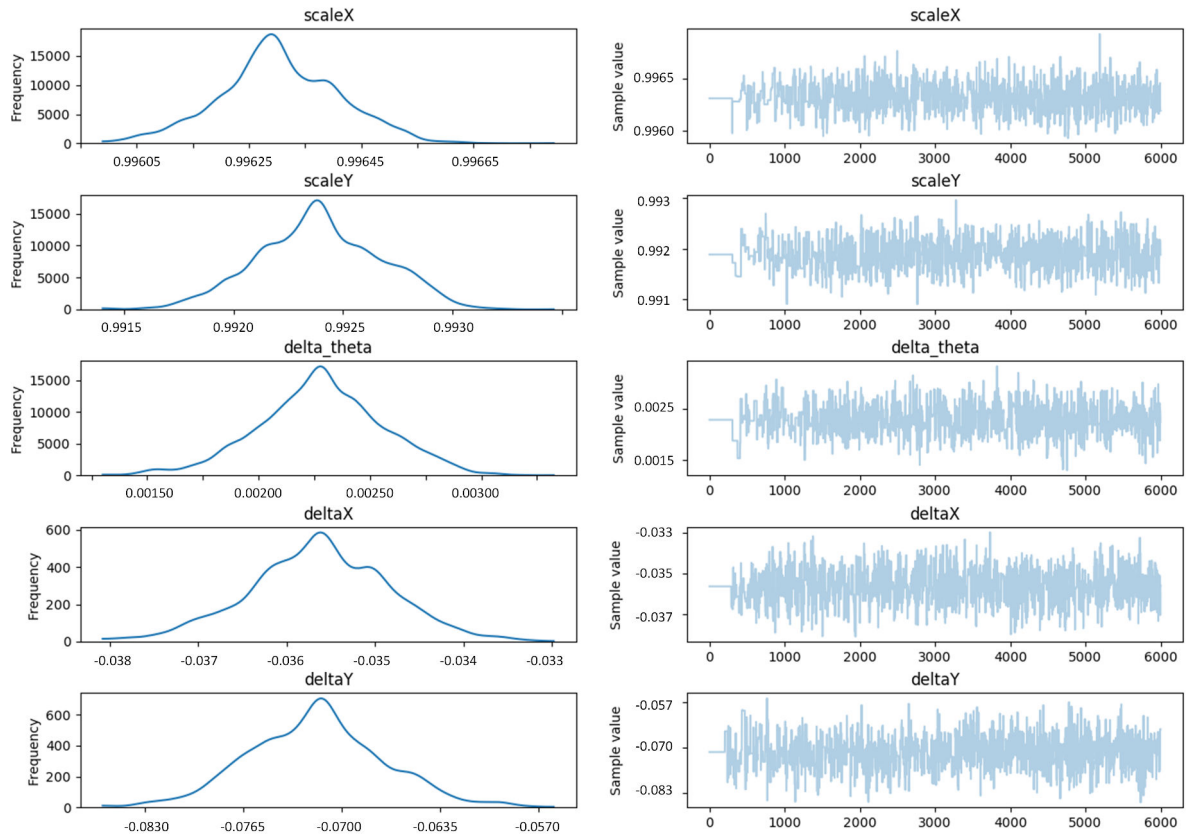 scaleX scaleX
Frequency
15000
10000
5000
0
0.99605 0.99625 0.99645 0.99665
Sample value
0.9965
0.9960
0 1000 2000 3000 4000 5000 6000
scaleY scaleY
Frequency
15000
10000
5000
0
0.9915 0.9920 0.9925 0.9930
Sample value
0.993
0.992
0.991
0 1000 2000 3000 4000 5000 6000
delta_theta delta_theta
Frequency
15000
10000
5000
0
0.00150 0.00200 0.00250 0.00300
Sample value
0.0025
0.0015
0 1000 2000 3000 4000 5000 6000
deltaX deltaX
Frequency
600
400
200
0
-0.038 -0.037 -0.036 -0.035 -0.034 -0.033
Sample value
-0.033
-0.035
-0.037
0 1000 2000 3000 4000 5000 6000
deltaY deltaY
Frequency
600
400
200
0
-0.0830 -0.0765 -0.0700 -0.0635 -0.0570
Sample value
-0.057
-0.070
-0.083
0 1000 2000 3000 4000 5000 6000